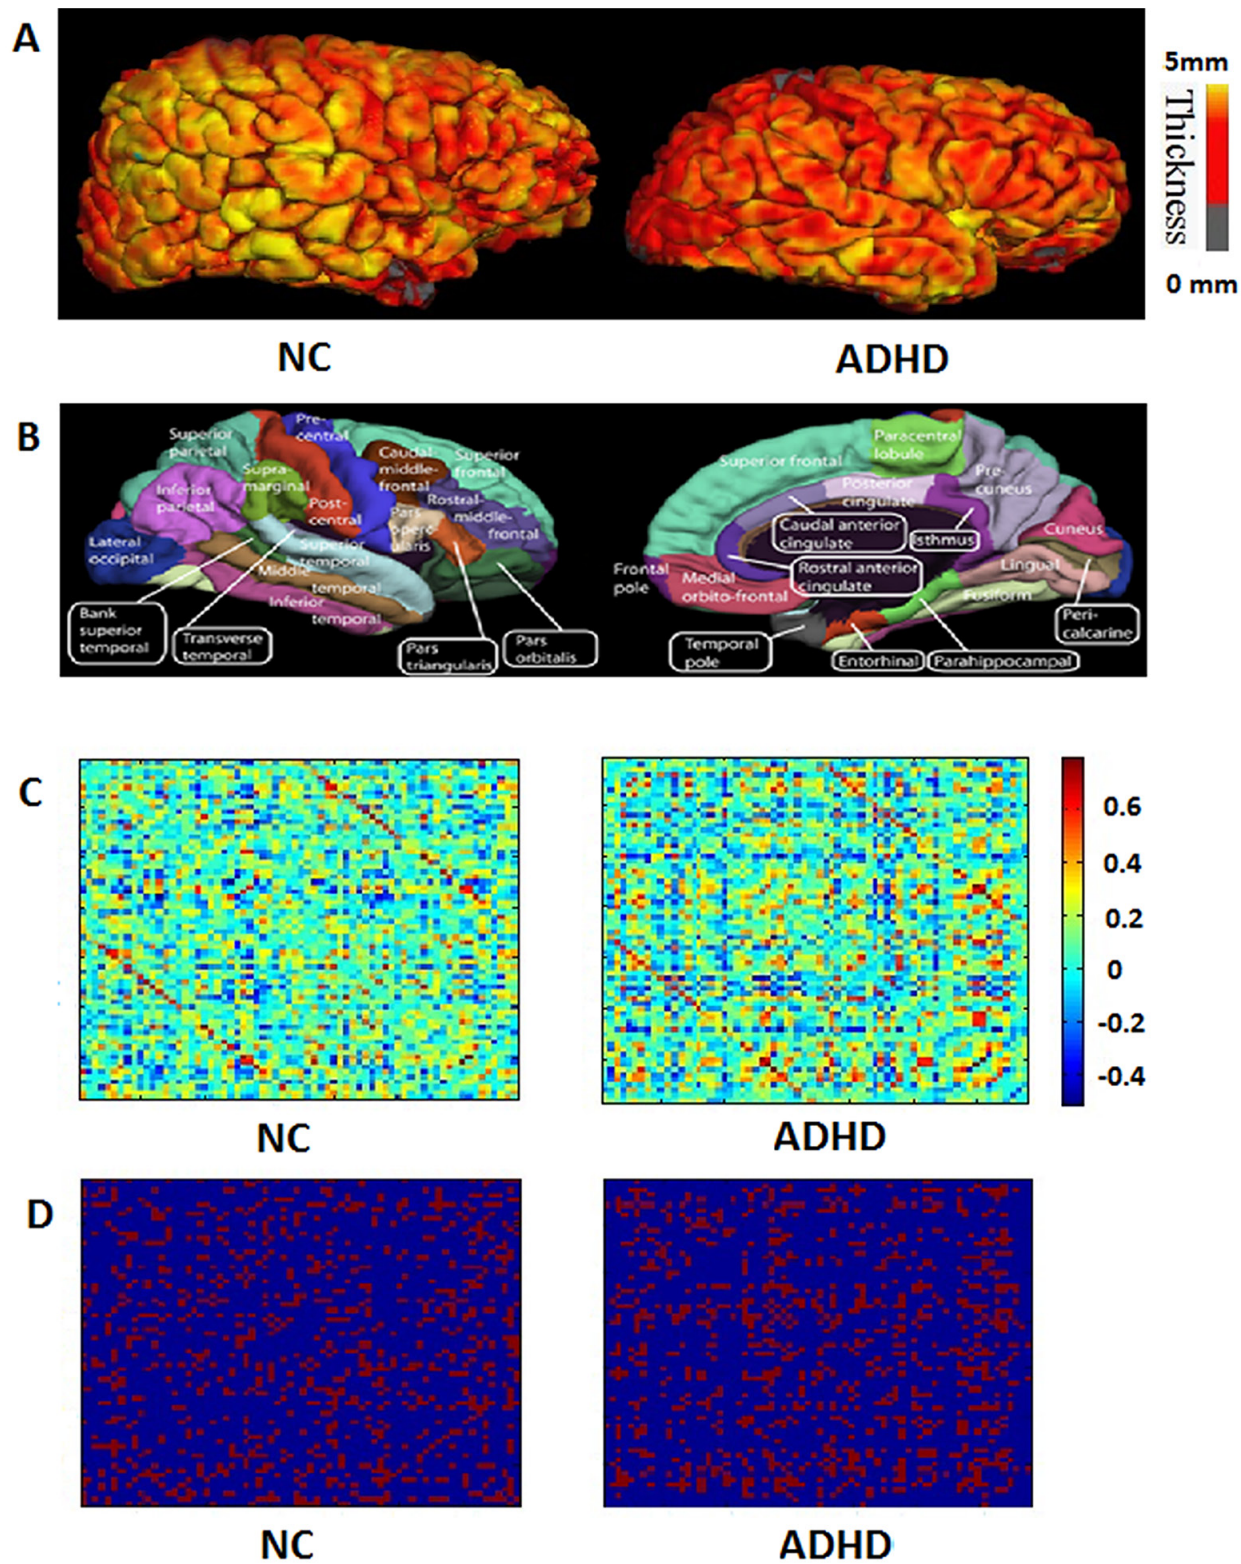 A
5mm
Thickness
0 mm
NC
ADHD
B
Superior
parietal
Pre-
central
Supra-
marginal
Caudal
middle-
frontal
Superior
frontal
Inferior
parietal
Post-
central
Rostral-
middle-
frontal
Pars
operc-
ularis
Lateral
occipital
Superior
temporal
Middle
temporal
Inferior
temporal
Bank
superior
temporal
Transverse
temporal
Pars
triangularis
Pars
orbitalis
Superior frontal
Paracentral
lobule
Pre-
cuneus
Posterior
cingulate
Caudal anterior
cingulate
Isthmus
Cuneus
Frontal
pole
Medial
orbito-frontal
Rostral anterior
cingulate
Lingual
Fusiform
Peri-
calcarine
Temporal
pole
Entorhinal
Parahippocampal
C
0.6
0.4
0.2
0
-0.2
-0.4
NC
ADHD
D
NC
ADHD